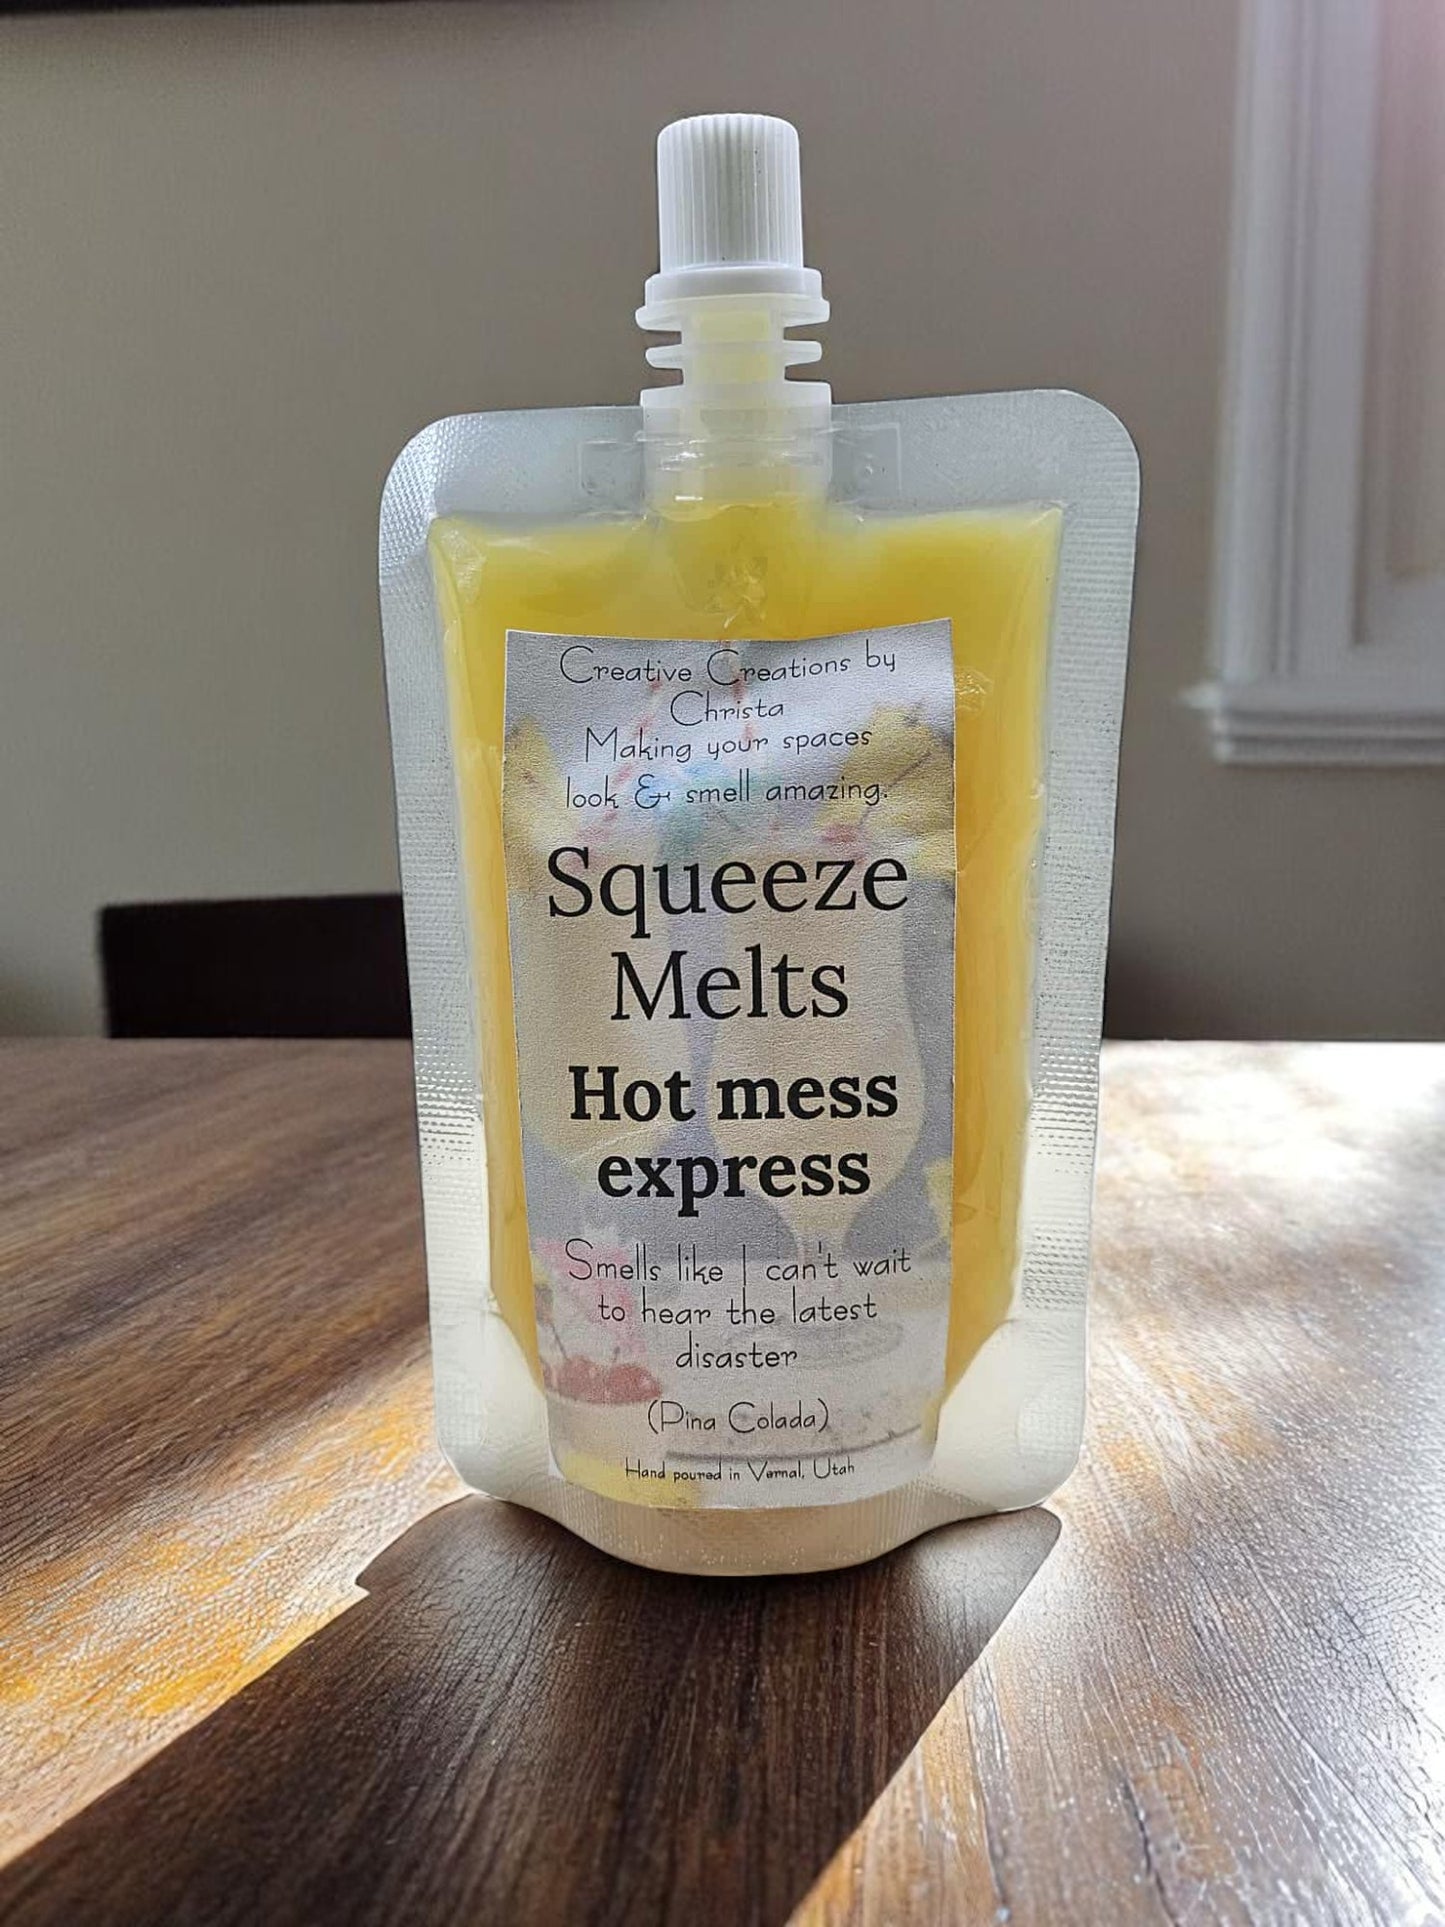 Creative Creations by
Christa
Making your spaces
look & smell amazing.
Squeeze
Melts
Hot mess
express
Smells like I can't wait
to hear the latest
disaster
(Pina Colada)
Hand poured in Vernal, Utah